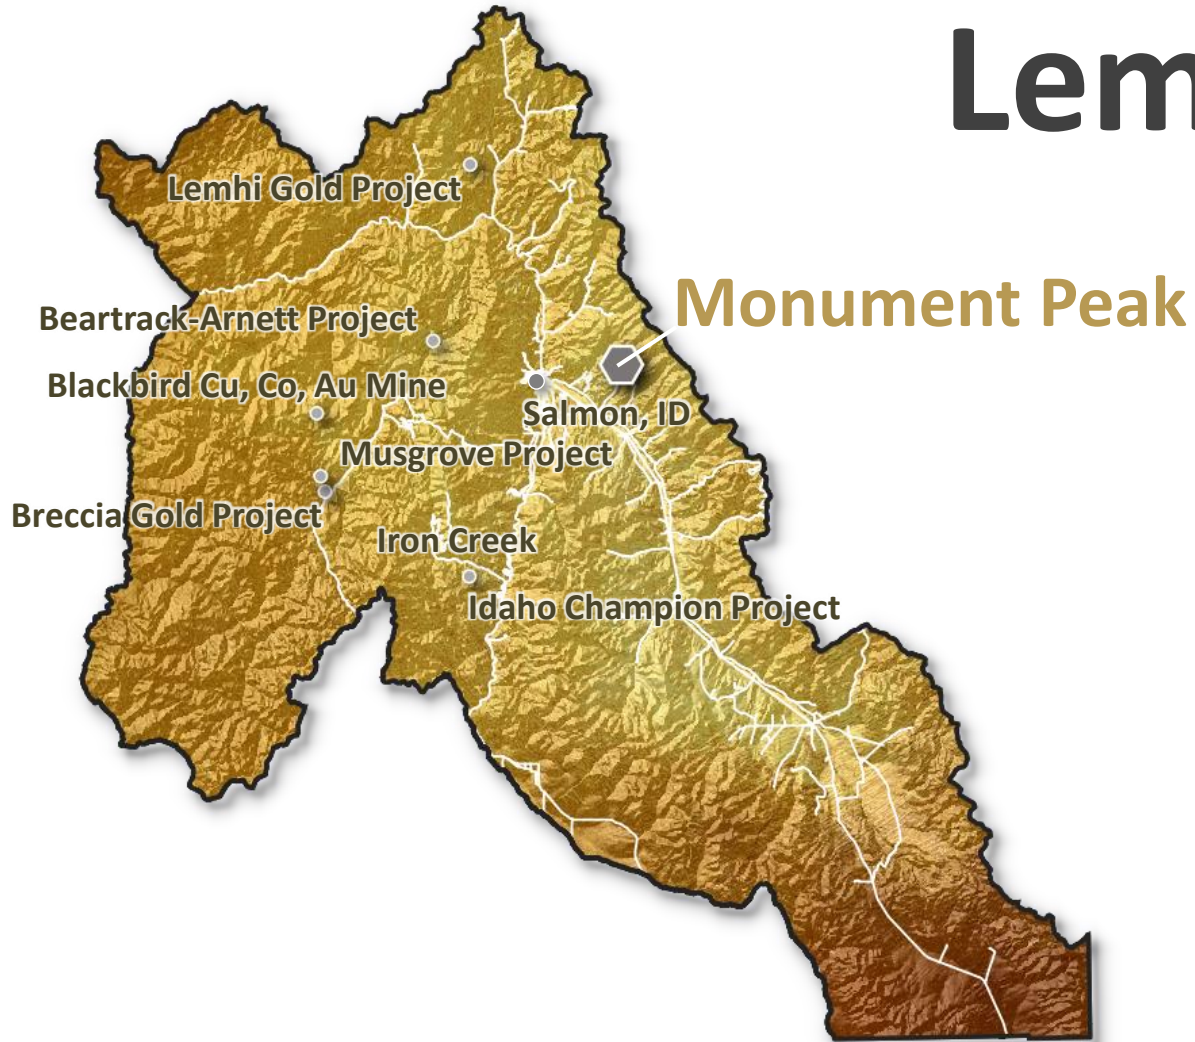 Lem
Lemhi Gold Project
Monument Peak
Beartrack-Arnett Project
Blackbird Cu, Co, Au Mine
Salmon, ID
Musgrove Project
Breccia Gold Project
Iron Creek
Idaho Champion Project